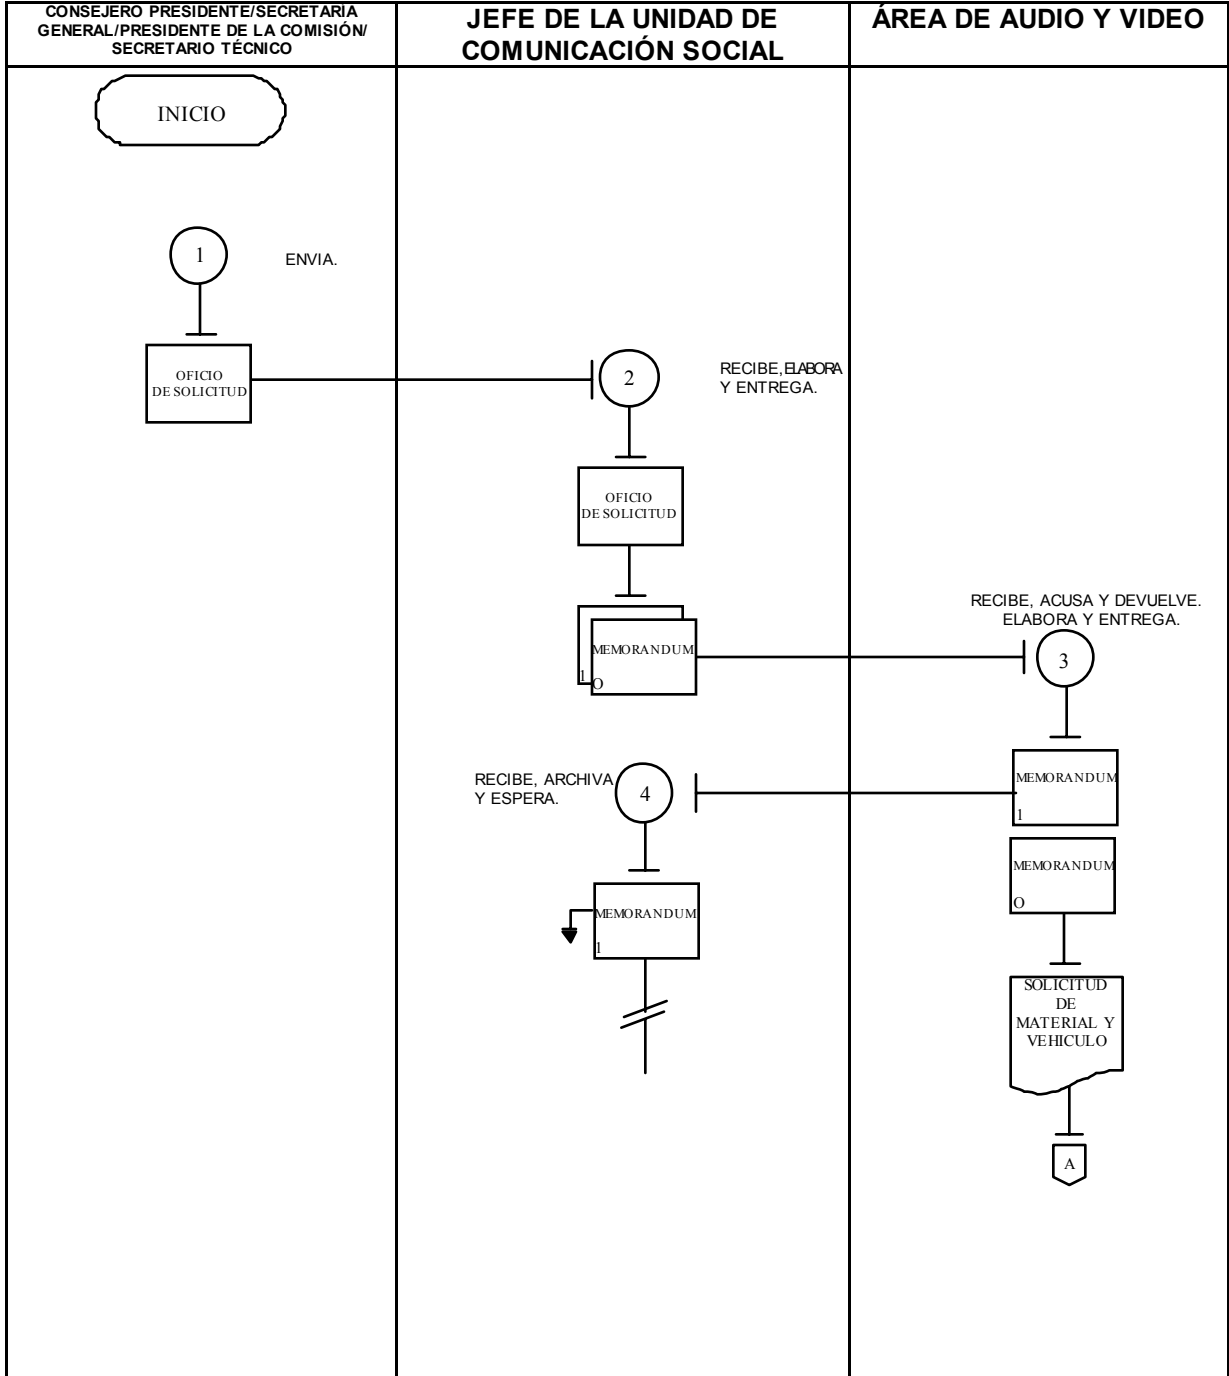 CONSEJERO PRESIDENTE/SECRETARÍA
GENERAL/PRESIDENTE DE LA COMISIÓN/
SECRETARIO TÉCNICO
JEFE DE LA UNIDAD DE
COMUNICACIÓN SOCIAL
ÁREA DE AUDIO Y VIDEO
INICIO
1
ENVIA.
OFICIO
DE SOLICITUD
2
RECIBE, ELABORA
Y ENTREGA.
OFICIO
DE SOLICITUD
MEMORANDUM
1
O
RECIBE, ACUSA Y DEVUELVE.
ELABORA Y ENTREGA.
3
MEMORANDUM
1
RECIBE, ARCHIVA
Y ESPERA.
4
MEMORANDUM
1
MEMORANDUM
O
SOLICITUD
DE
MATERIAL Y
VEHICULO
A